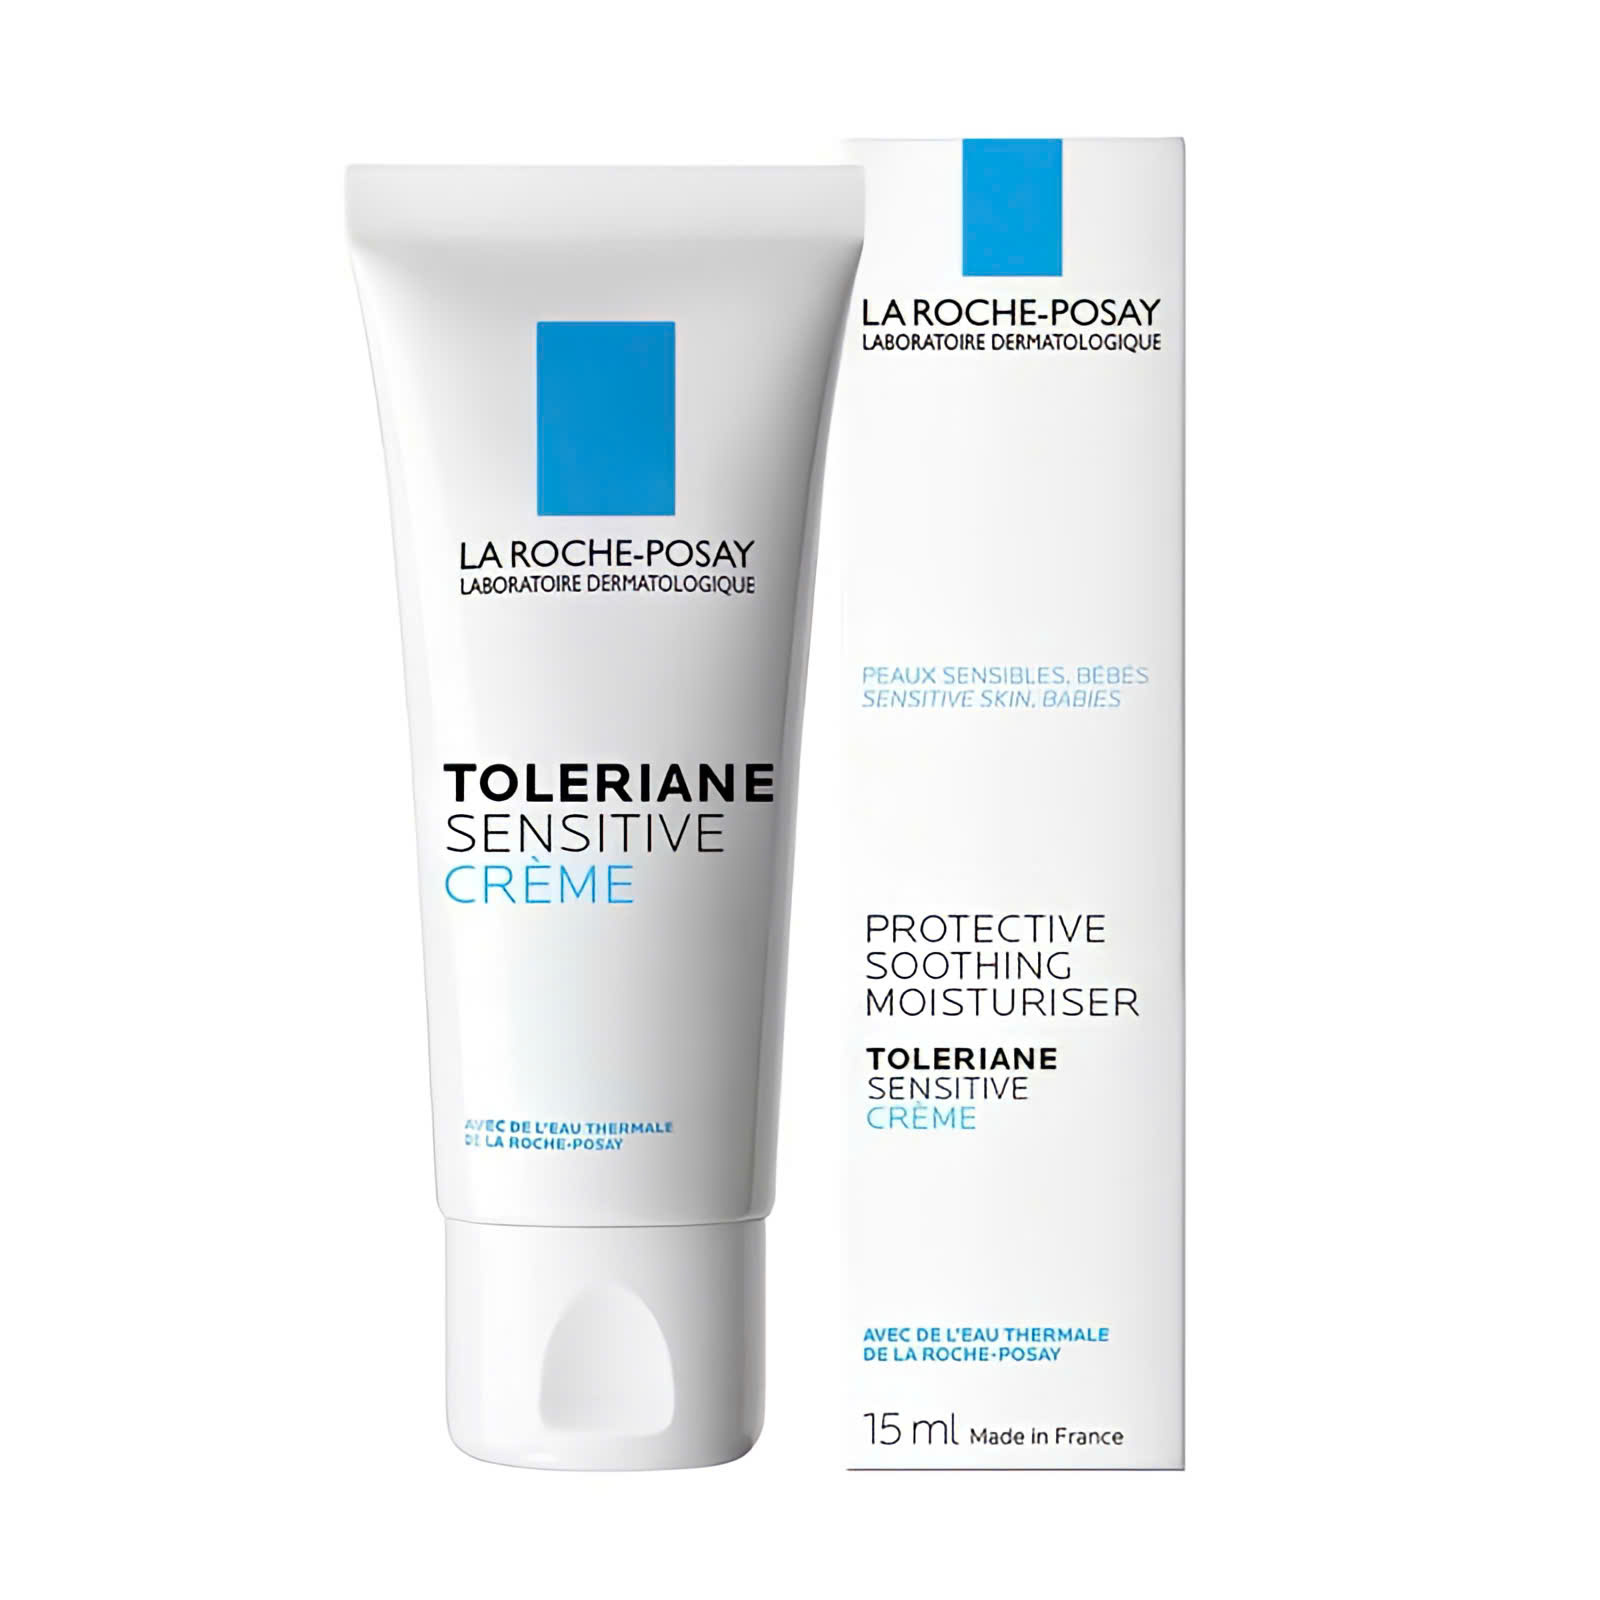 LA ROCHE-POSAY
LABORATOIRE DERMATOLOGIQUE
TOLERIANE
SENSITIVE
CRÈME
AVEC DE L'EAU THERMALE
DE LA ROCHE-POSAY
LA ROCHE-POSAY
LABORATOIRE DERMATOLOGIQUE
PEAUX SENSIBLES, BÉBÉS
SENSITIVE SKIN, BABIES
PROTECTIVE
SOOTHING
MOISTURISER
TOLERIANE
SENSITIVE
CRÈME
AVEC DE L'EAU THERMALE
DE LA ROCHE-POSAY
15 ml Made in France